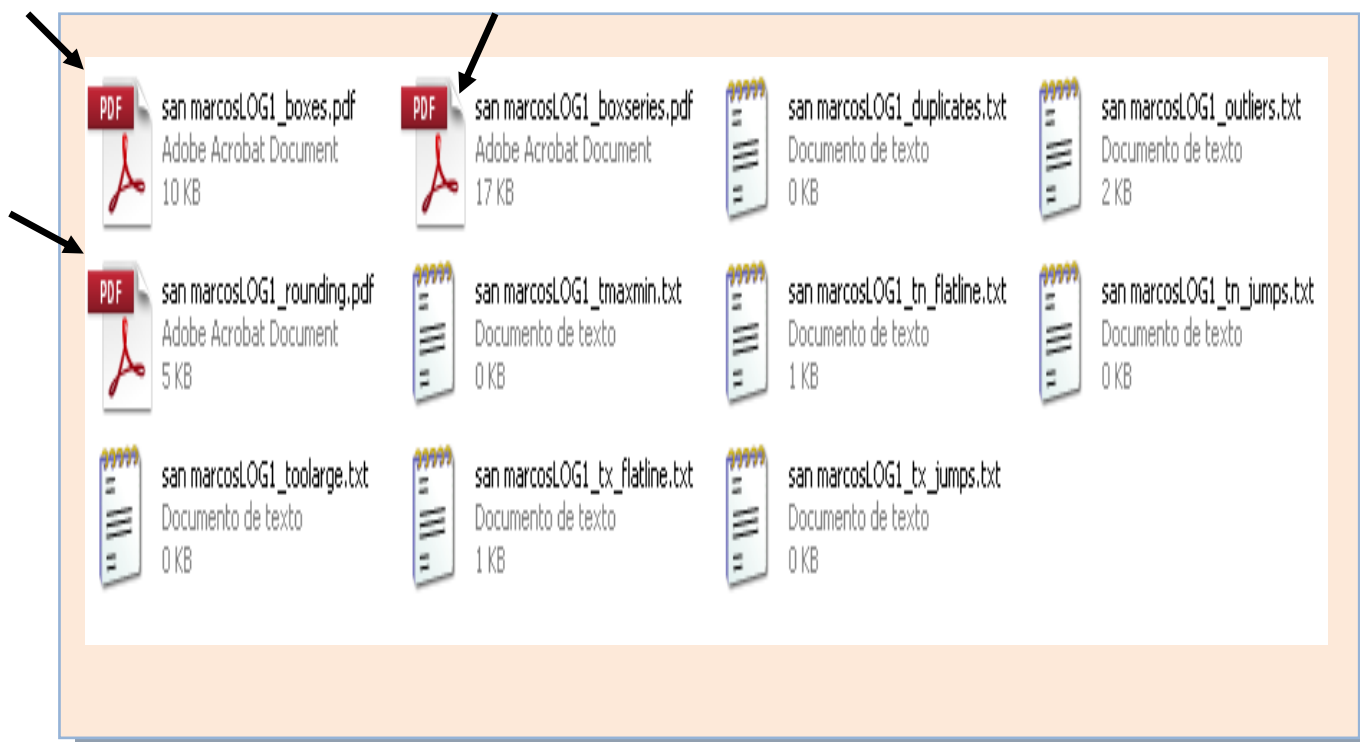 PDF
san marcosLOG1_boxes.pdf
Adobe Acrobat Document
10 KB
PDF
san marcosLOG1_boxseries.pdf
Adobe Acrobat Document
17 KB
san marcosLOG1_duplicates.txt
Documento de texto
0 KB
san marcosLOG1_outliers.txt
Documento de texto
2 KB
PDF
san marcosLOG1_rounding.pdf
Adobe Acrobat Document
5 KB
san marcosLOG1_tmaxmin.txt
Documento de texto
0 KB
san marcosLOG1_tn_flatline.txt
Documento de texto
1 KB
san marcosLOG1_tn_jumps.txt
Documento de texto
0 KB
san marcosLOG1_toolarge.txt
Documento de texto
0 KB
san marcosLOG1_tx_flatline.txt
Documento de texto
1 KB
san marcosLOG1_tx_jumps.txt
Documento de texto
0 KB